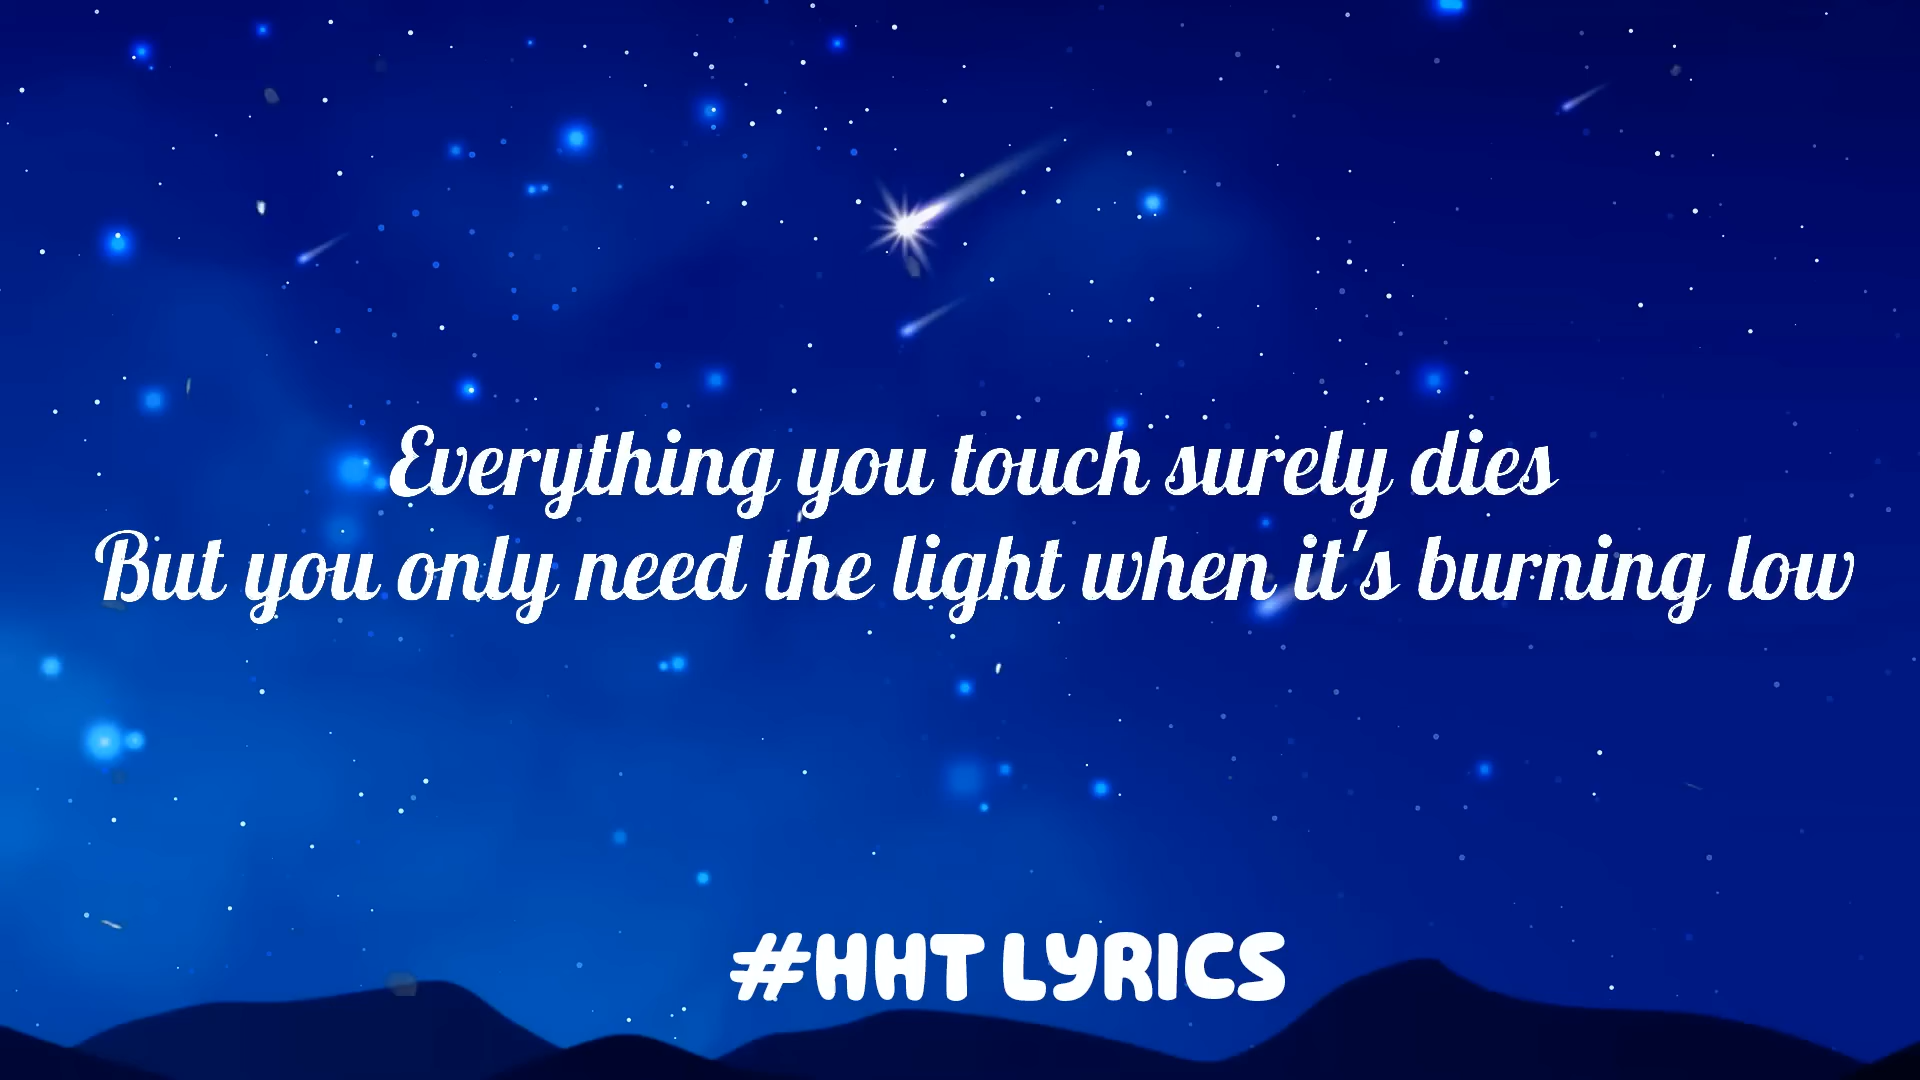 Everything you touch surely dies
But you only need the light when it's burning low
#HHT LYRICS